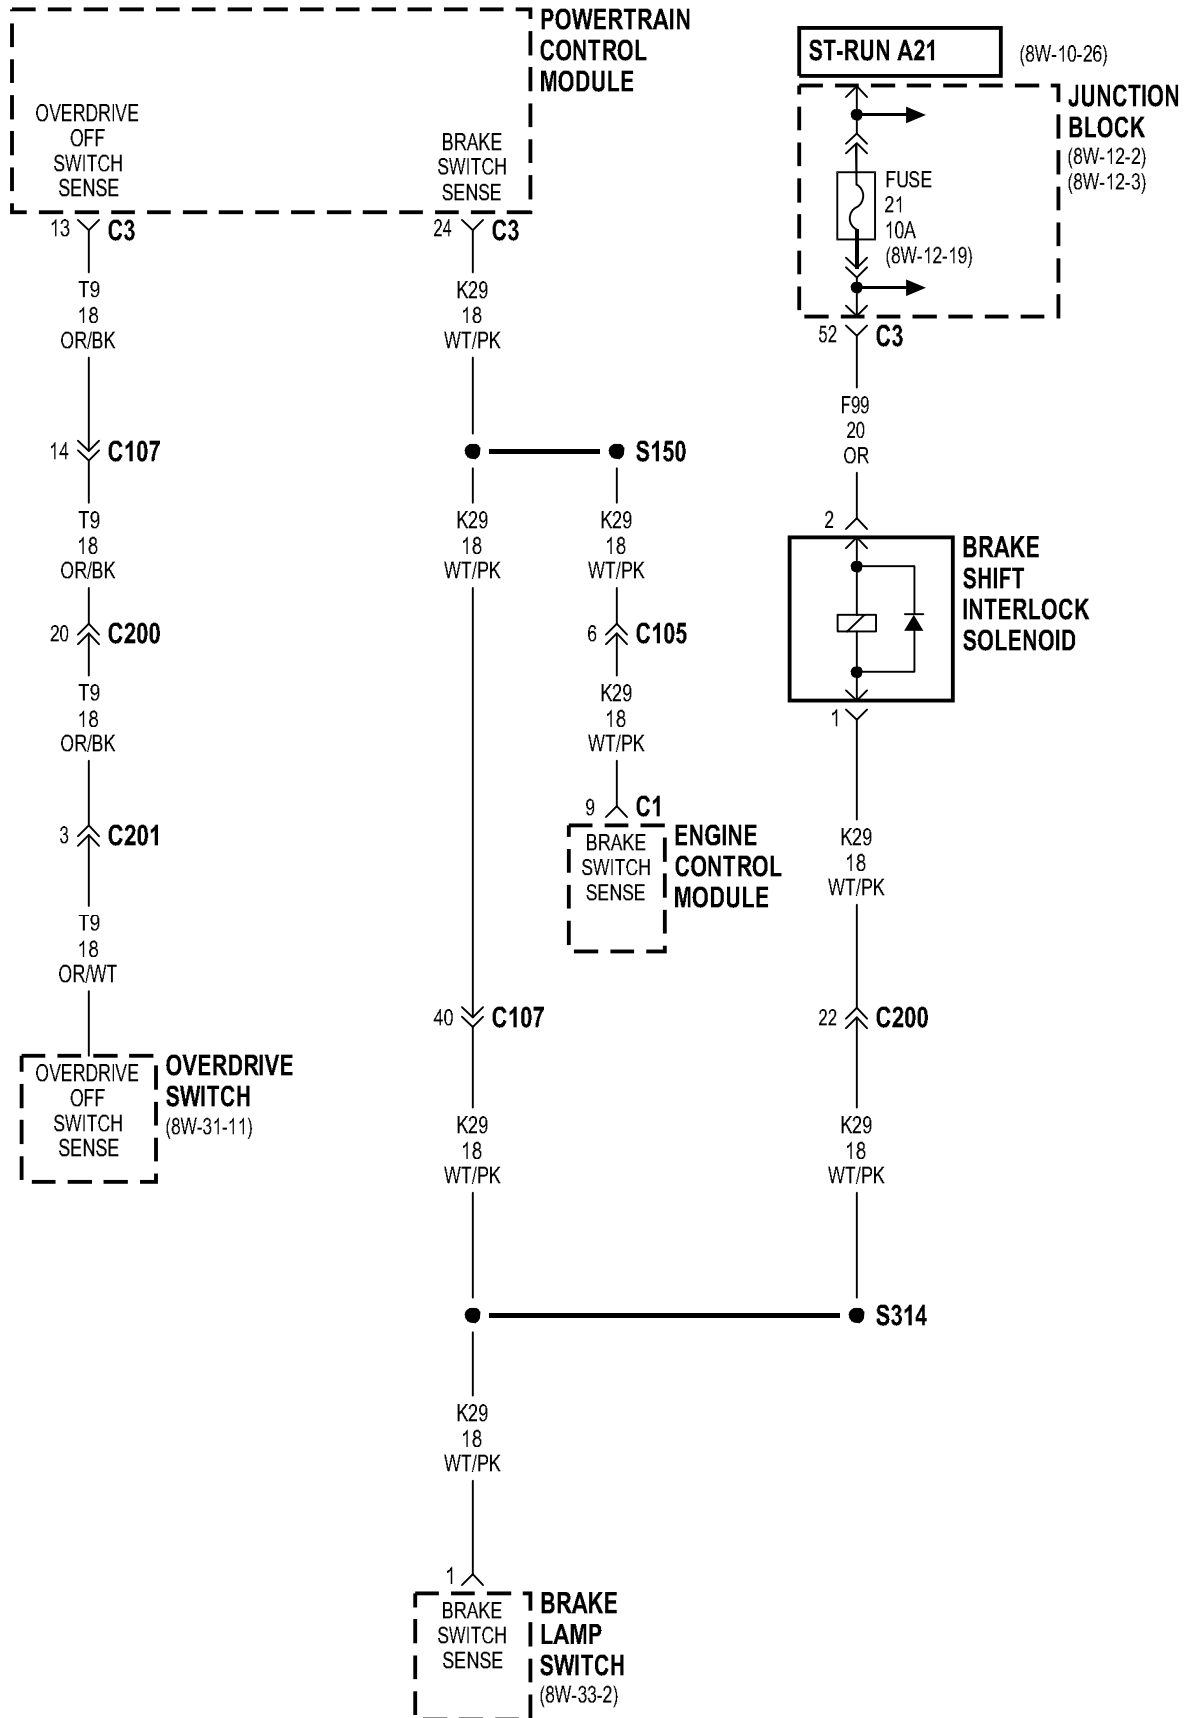 POWERTRAIN
CONTROL
MODULE
OVERDRIVE
OFF
SWITCH
SENSE
BRAKE
SWITCH
SENSE
13 C3
24 C3
T9
18
OR/BK
K29
18
WT/PK
14 C107
S150
T9
18
OR/BK
K29
18
WT/PK
K29
18
WT/PK
20 C200
6 C105
T9
18
OR/BK
K29
18
WT/PK
3 C201
9 C1
BRAKE
SWITCH
SENSE
ENGINE
CONTROL
MODULE
T9
18
OR/WT
OVERDRIVE
OFF
SWITCH
SENSE
OVERDRIVE
SWITCH
(8W-31-11)
40 C107
K29
18
WT/PK
ST-RUN A21
(8W-10-26)
JUNCTION
BLOCK
(8W-12-2)
(8W-12-3)
FUSE
21
10A
(8W-12-19)
52 C3
F99
20
OR
2
BRAKE
SHIFT
INTERLOCK
SOLENOID
1
K29
18
WT/PK
22 C200
K29
18
WT/PK
S314
K29
18
WT/PK
1
BRAKE
SWITCH
SENSE
BRAKE
LAMP
SWITCH
(8W-33-2)